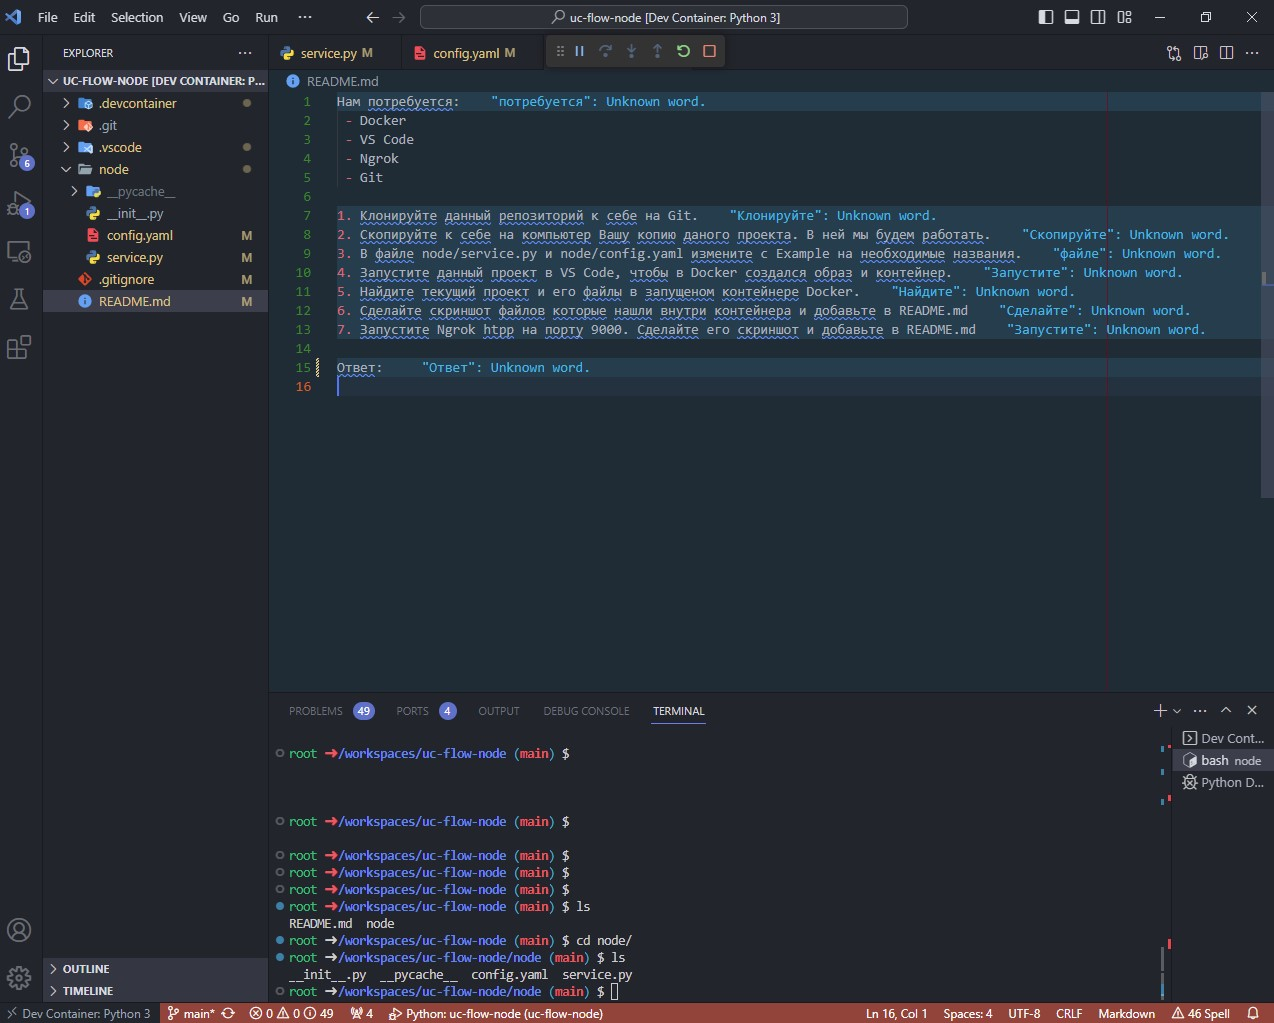 File Edit Selection View Go Run ··· uc-flow-node [Dev Container: Python 3]
EXPLORER ···
UC-FLOW-NODE [DEV CONTAINER: P...
.devcontainer
.git
.vscode
node
__pycache__
__init__.py
config.yaml M
service.py M
.gitignore
README.md M
OUTLINE
TIMELINE
6
1
service.py M config.yaml M
README.md
1 Нам потребуется: "потребуется": Unknown word.
2 - Docker
3 - VS Code
4 - Ngrok
5 - Git
6
7 1. Клонируйте данный репозиторий к себе на Git. "Клонируйте": Unknown word.
8 2. Скопируйте к себе на компьютер Вашу копию даного проекта. В ней мы будем работать. "Скопируйте": Unknown word.
9 3. В файле node/service.py и node/config.yaml измените с Example на необходимые названия. "файле": Unknown word.
10 4. Запустите данный проект в VS Code, чтобы в Docker создался образ и контейнер. "Запустите": Unknown word.
11 5. Найдите текущий проект и его файлы в запущеном контейнере Docker. "Найдите": Unknown word.
12 6. Сделайте скриншот файлов которые нашли внутри контейнера и добавьте в README.md "Сделайте": Unknown word.
13 7. Запустите Ngrok htpp на порту 9000. Сделайте его скриншот и добавьте в README.md "Запустите": Unknown word.
14
15 Ответ: "Ответ": Unknown word.
16
PROBLEMS 49 PORTS 4 OUTPUT DEBUG CONSOLE TERMINAL
root ➜/workspaces/uc-flow-node (main) $
root ➜/workspaces/uc-flow-node (main) $
root ➜/workspaces/uc-flow-node (main) $
root ➜/workspaces/uc-flow-node (main) $
root ➜/workspaces/uc-flow-node (main) $
root ➜/workspaces/uc-flow-node (main) $ ls
README.md node
root ➜/workspaces/uc-flow-node (main) $ cd node/
root ➜/workspaces/uc-flow-node/node (main) $ ls
__init__.py __pycache__ config.yaml service.py
root ➜/workspaces/uc-flow-node/node (main) $
Dev Cont...
bash node
Python D...
Dev Container: Python 3 main* 0 0 49 4 Python: uc-flow-node (uc-flow-node) Ln 16, Col 1 Spaces: 4 UTF-8 CRLF Markdown 46 Spell